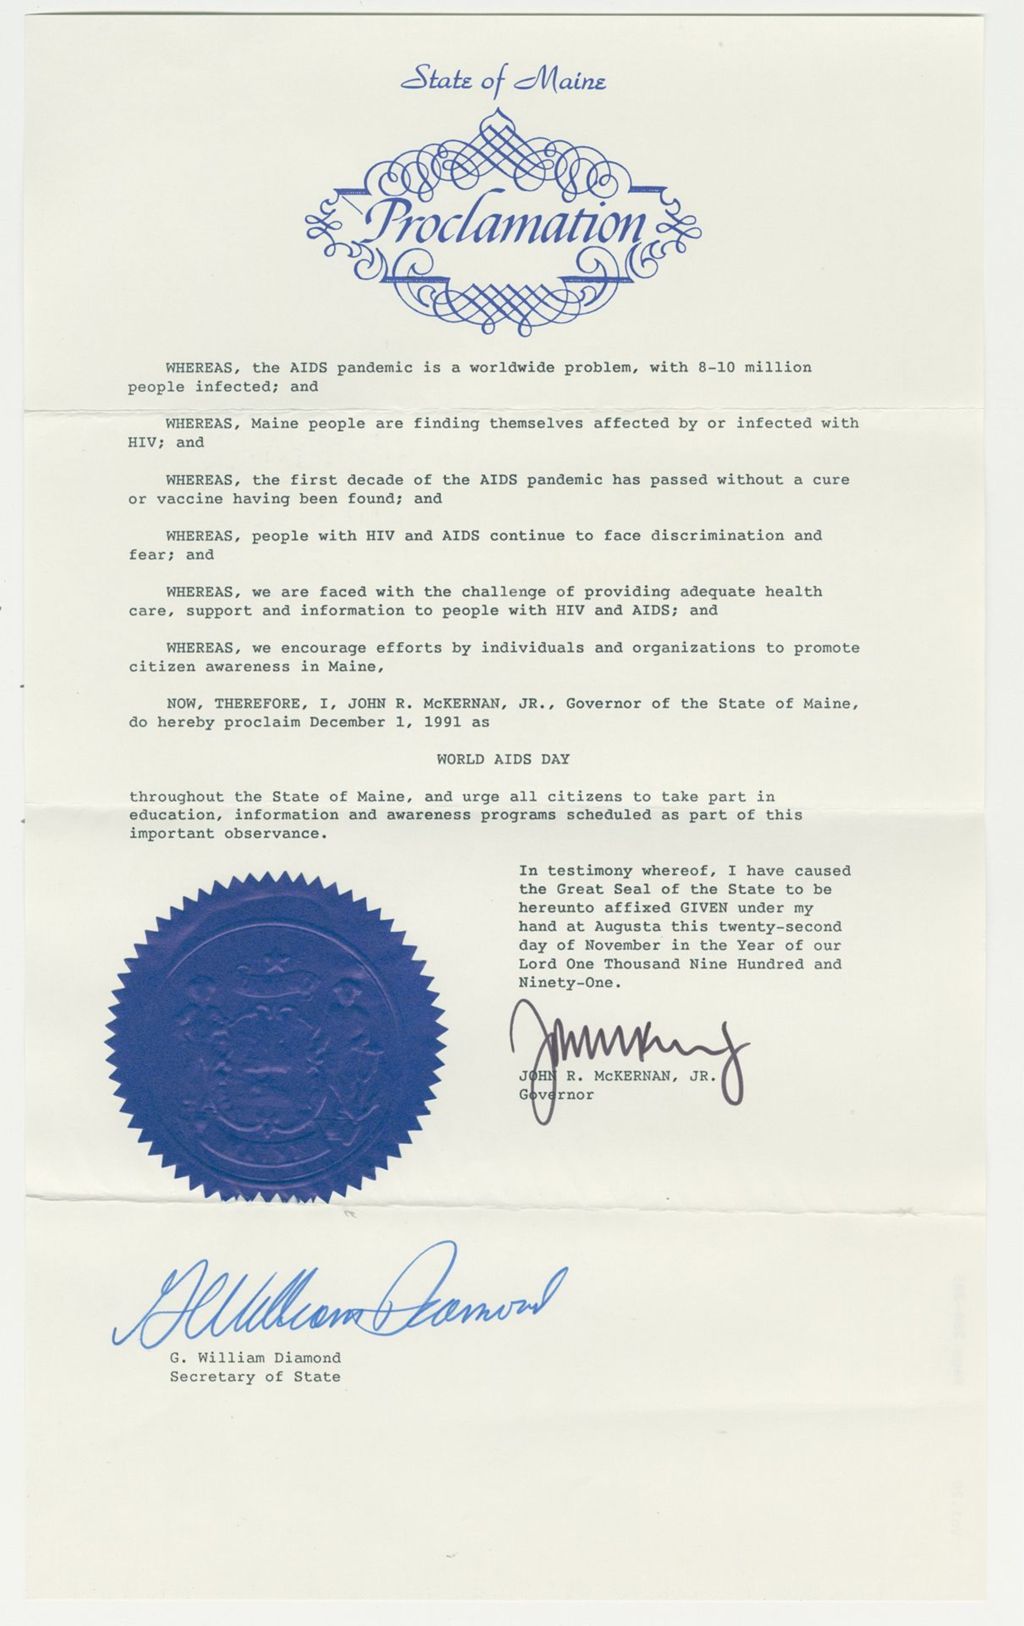 State of Maine
Proclamation
WHEREAS, the AIDS pandemic is a worldwide problem, with 8-10 million
people infected; and
WHEREAS, Maine people are finding themselves affected by or infected with
HIV; and
WHEREAS, the first decade of the AIDS pandemic has passed without a cure
or vaccine having been found; and
WHEREAS, people with HIV and AIDS continue to face discrimination and
fear; and
WHEREAS, we are faced with the challenge of providing adequate health
care, support and information to people with HIV and AIDS; and
WHEREAS, we encourage efforts by individuals and organizations to promote
citizen awareness in Maine,
NOW, THEREFORE, I, JOHN R. McKERNAN, JR., Governor of the State of Maine,
do hereby proclaim December 1, 1991 as
WORLD AIDS DAY
throughout the State of Maine, and urge all citizens to take part in
education, information and awareness programs scheduled as part of this
important observance.
In testimony whereof, I have caused
the Great Seal of the State to be
hereunto affixed GIVEN under my
hand at Augusta this twenty-second
day of November in the Year of our
Lord One Thousand Nine Hundred and
Ninety-One.
JOHN R. McKERNAN, JR.
Governor
G William Diamond
G. William Diamond
Secretary of State